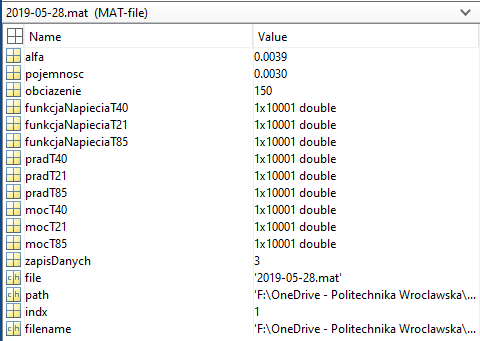 2019-05-28.mat (MAT-file)
Name Value
alfa 0.0039
pojemnosc 0.0030
obciazenie 150
funkcjaNapieciaT40 1x10001 double
funkcjaNapieciaT21 1x10001 double
funkcjaNapieciaT85 1x10001 double
pradT40 1x10001 double
pradT21 1x10001 double
pradT85 1x10001 double
mocT40 1x10001 double
mocT21 1x10001 double
mocT85 1x10001 double
zapisDanych 3
ch file '2019-05-28.mat'
ch path 'F:\OneDrive - Politechnika Wroclawska\...
indx 1
ch filename 'F:\OneDrive - Politechnika Wroclawska\...